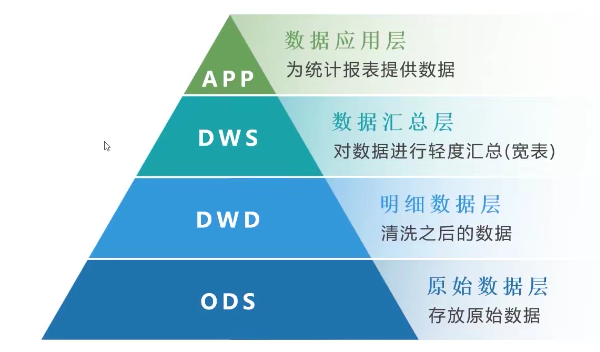 数据应用层
APP
为统计报表提供数据
数据汇总层
DWS
对数据进行轻度汇总(宽表)
明细数据层
DWD
清洗之后的数据
原始数据层
ODS
存放原始数据